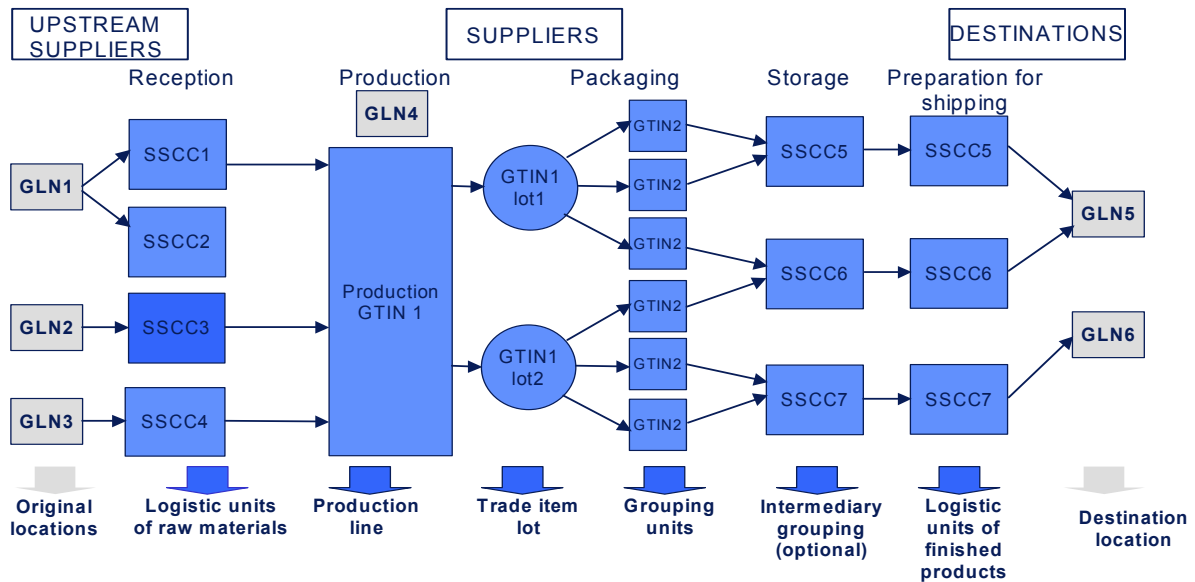 UPSTREAM
SUPPLIERS
SUPPLIERS
DESTINATIONS
Reception
Production
Packaging
Storage
Preparation for
shipping
GLN4
GLN1
GLN2
GLN3
SSCC1
SSCC2
SSCC3
SSCC4
Production
GTIN 1
GTIN1
lot1
GTIN1
lot2
GTIN2
GTIN2
GTIN2
GTIN2
GTIN2
GTIN2
SSCC5
SSCC6
SSCC7
SSCC5
SSCC6
SSCC7
GLN5
GLN6
Original
locations
Logistic units
of raw materials
Production
line
Trade item
lot
Grouping
units
Intermediary
grouping
(optional)
Logistic
units of
finished
products
Destination
location